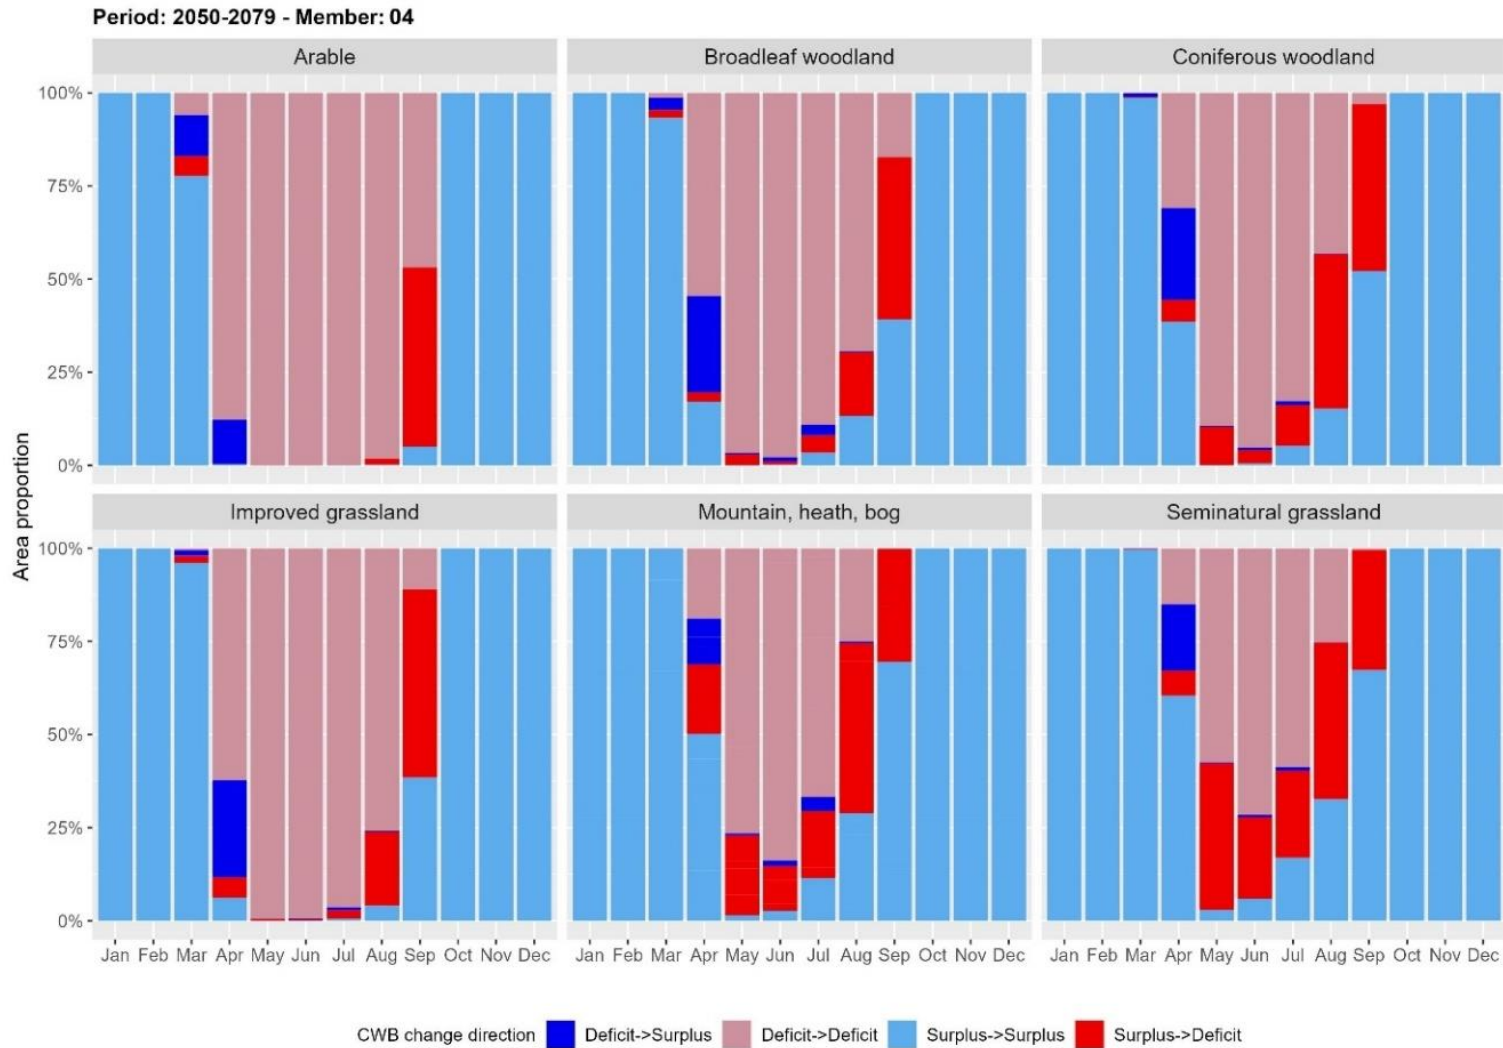 Period: 2050-2079 - Member: 04
Arable
Broadleaf woodland
Coniferous woodland
100%
75%
50%
25%
0%
Area proportion
Improved grassland
Mountain, heath, bog
Seminatural grassland
100%
75%
50%
25%
0%
Jan Feb Mar Apr May Jun Jul Aug Sep Oct Nov Dec
Jan Feb Mar Apr May Jun Jul Aug Sep Oct Nov Dec
Jan Feb Mar Apr May Jun Jul Aug Sep Oct Nov Dec
CWB change direction Deficit->Surplus Deficit->Deficit Surplus->Surplus Surplus->Deficit